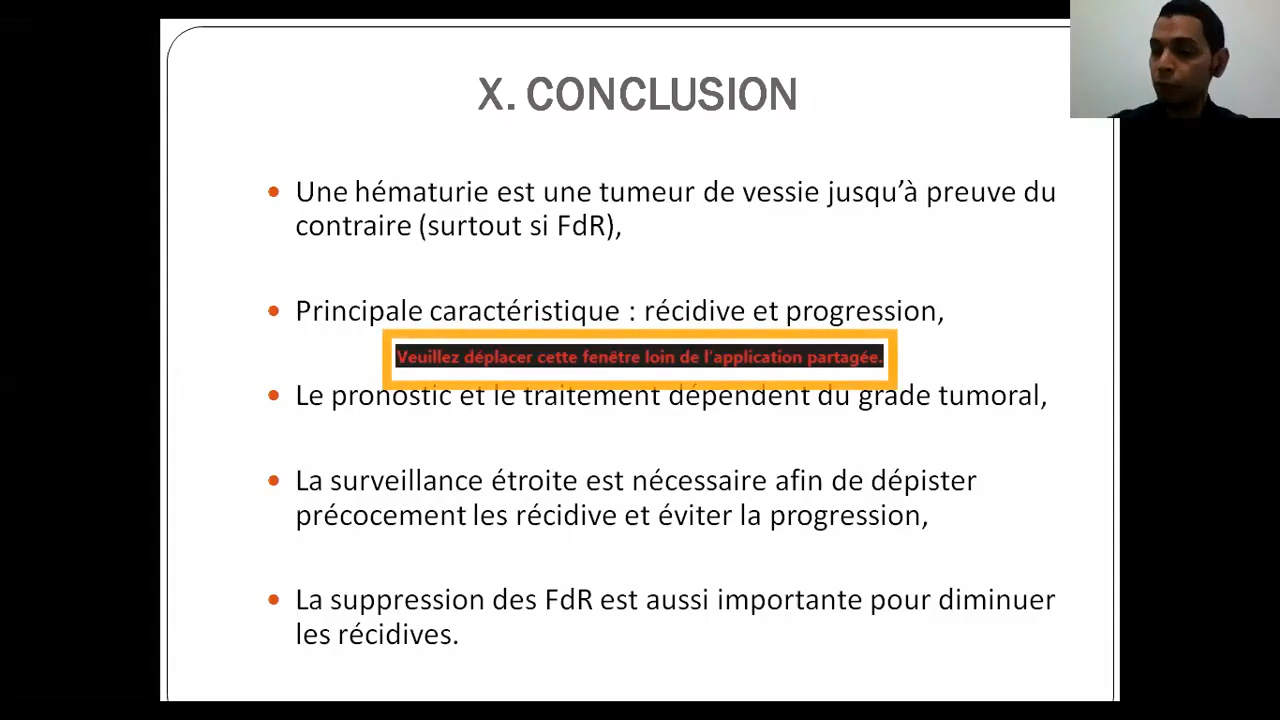 X. CONCLUSION
Une hématurie est une tumeur de vessie jusqu’à preuve du
contraire (surtout si FdR),
Principale caractéristique : récidive et progression,
Veuillez déplacer cette fenêtre loin de l'application partagée.
Le pronostic et le traitement dépendent du grade tumoral,
La surveillance étroite est nécessaire afin de dépister
précocement les récidive et éviter la progression,
La suppression des FdR est aussi importante pour diminuer
les récidives.